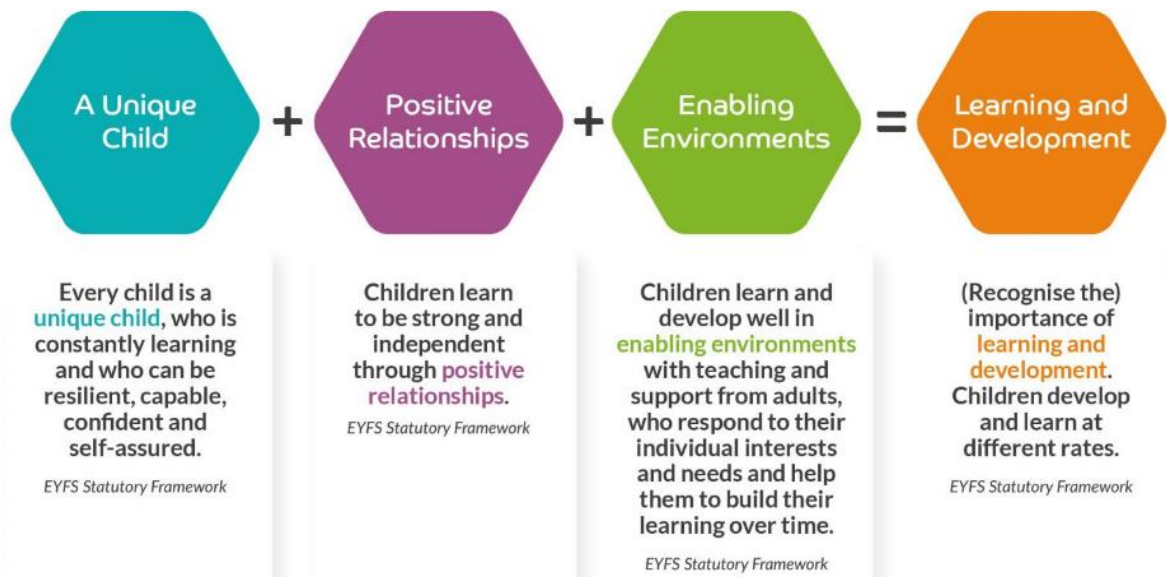 A Unique
Child
+
Positive
Relationships
+
Enabling
Environments
=
Learning and
Development
Every child is a
unique child, who is
constantly learning
and who can be
resilient, capable,
confident and
self-assured.
EYFS Statutory Framework
Children learn
to be strong and
independent
through positive
relationships.
EYFS Statutory Framework
Children learn and
develop well in
enabling environments
with teaching and
support from adults,
who respond to their
individual interests
and needs and help
them to build their
learning over time.
EYFS Statutory Framework
(Recognise the)
importance of
learning and
development.
Children develop
and learn at
different rates.
EYFS Statutory Framework